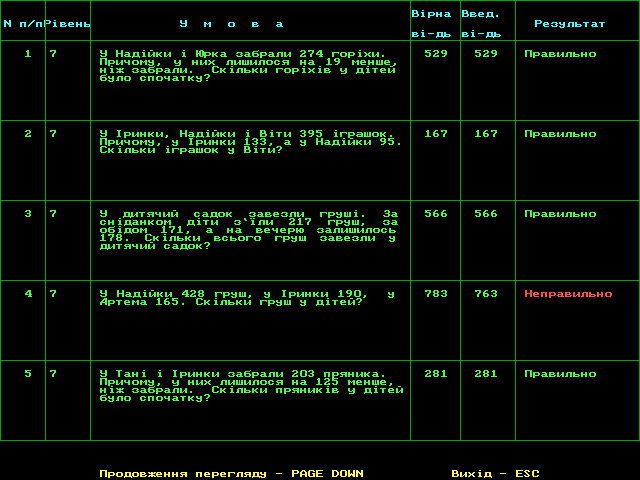 N п/п Рівень У м о в а Вірна Введ. Результат
ві-дь ві-дь
1 7 У Надійки і Юрка забрали 274 горіхи. 529 529 Правильно
Причому, у них лишилося на 19 менше,
ніж забрали. Скільки горіхів у дітей
було спочатку?
2 7 У Іринки, Надійки і Віти 395 іграшок. 167 167 Правильно
Причому, у Іринки 133, а у Надійки 95.
Скільки іграшок у Віти?
3 7 У дитячий садок завезли груші. За 566 566 Правильно
сніданком діти з`їли 217 груш, за
обідом 171, а на вечерю залишилось
178. Скільки всього груш завезли у
дитячий садок?
4 7 У Надійки 428 груш, у Іринки 190, у 783 763 Неправильно
Артема 165. Скільки груш у дітей?
5 7 У Тані і Іринки забрали 203 пряника. 281 281 Правильно
Причому, у них лишилося на 125 менше,
ніж забрали. Скільки пряників у дітей
було спочатку?
Продовження перегляду - PAGE DOWN Вихід - ESC